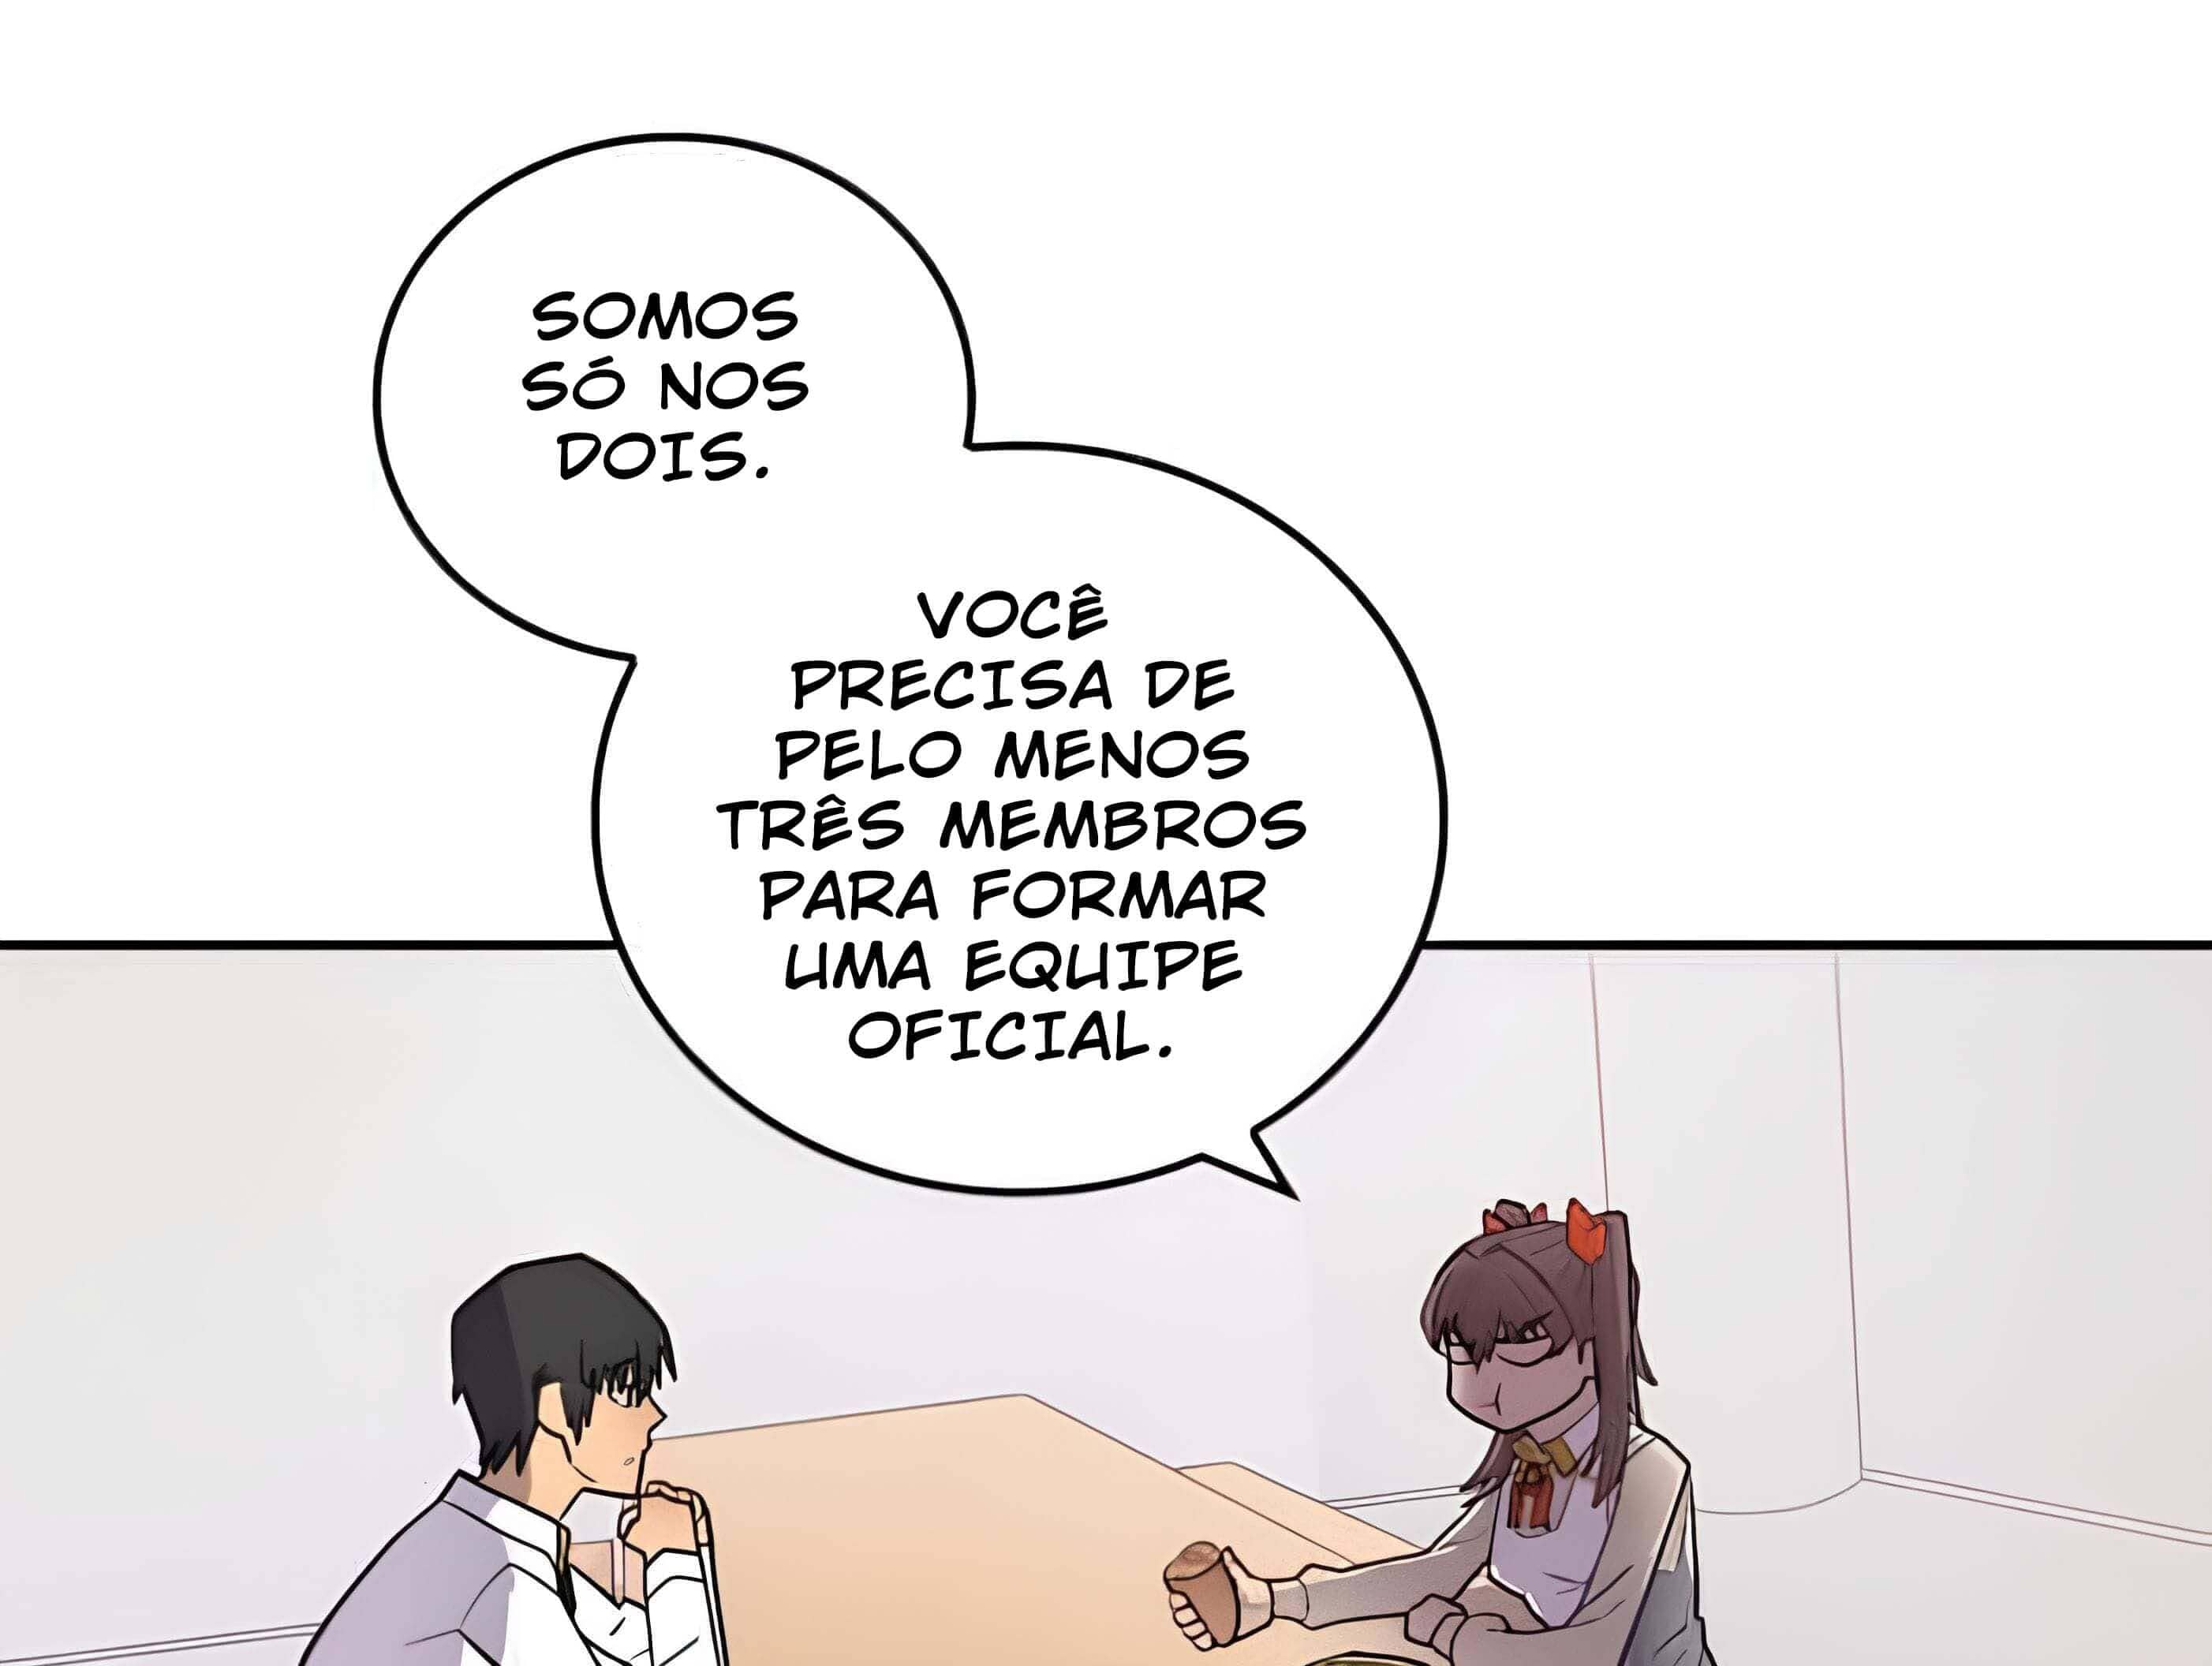 SOMOS
SÓ NOS
DOIS.
VOCÊ
PRECISA DE
PELO MENOS
TRÊS MEMBROS
PARA FORMAR
UMA EQUIPE
OFICIAL.